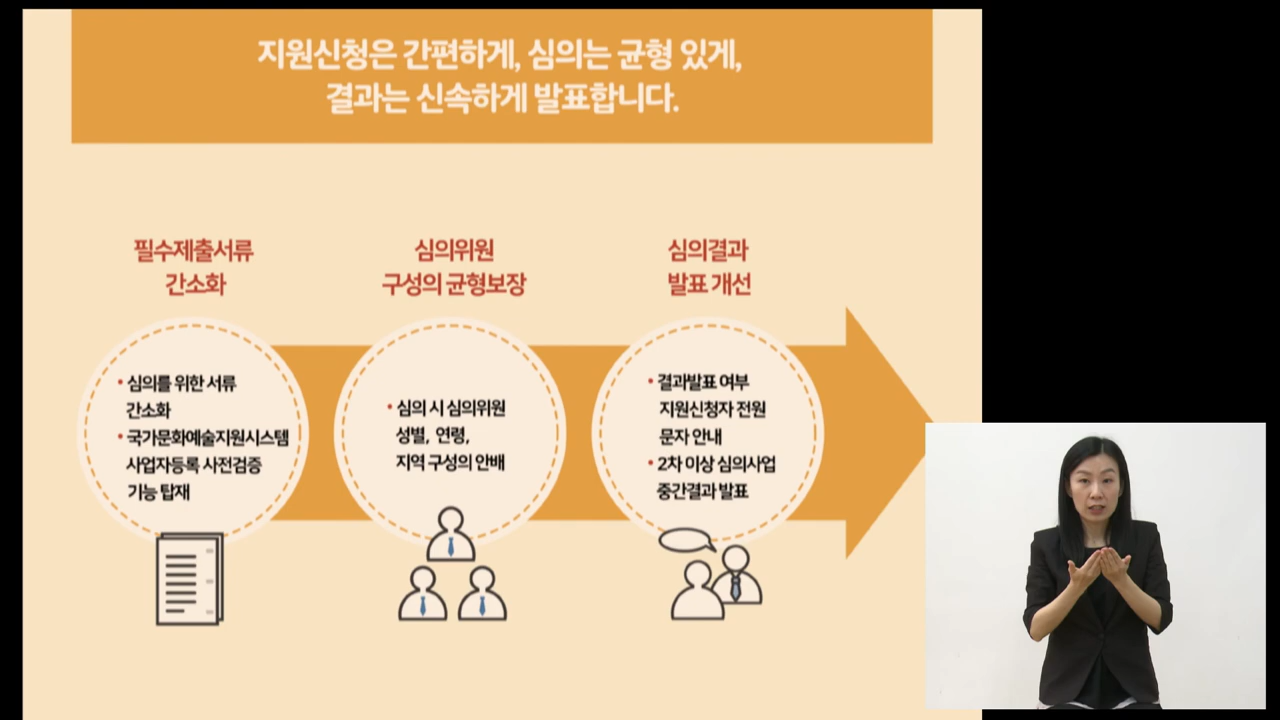 지원신청은 간편하게, 심의는 균형 있게,
결과는 신속하게 발표합니다.
필수제출서류
간소화
• 심의를 위한 서류
간소화
• 국가문화예술지원시스템
사업자등록 사전검증
기능 탑재
심의위원
구성의 균형보장
• 심의 시 심의위원
성별, 연령,
지역 구성의 안배
심의결과
발표 개선
• 결과발표 여부
지원신청자 전원
문자 안내
• 2차 이상 심의사업
중간결과 발표